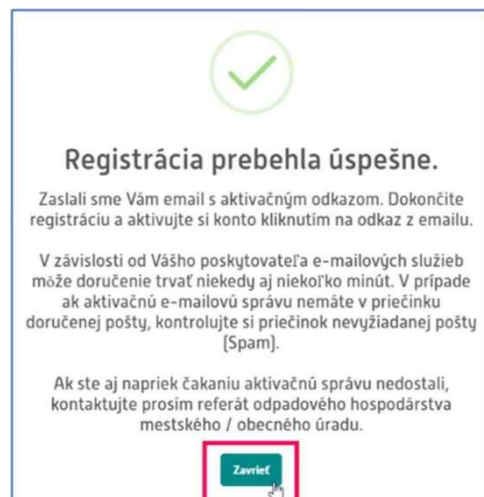 Registrácia prebehla úspešne.
Zaslali sme Vám email s aktivačným odkazom. Dokončite
registráciu a aktivujte si konto kliknutím na odkaz z emailu.
V závislosti od Vášho poskytovateľa e-mailových služieb
môže doručenie trvať niekedy aj niekoľko minút. V prípade
ak aktivačnú e-mailovú správu nemáte v priečinku
doručenej pošty, kontrolujte si priečinok nevyžiadanej pošty
(Spam).
Ak ste aj napriek čakaniu aktivačnú správu nedostali,
kontaktujte prosím referát odpadového hospodárstva
mestského / obecného úradu.
Zavrieť